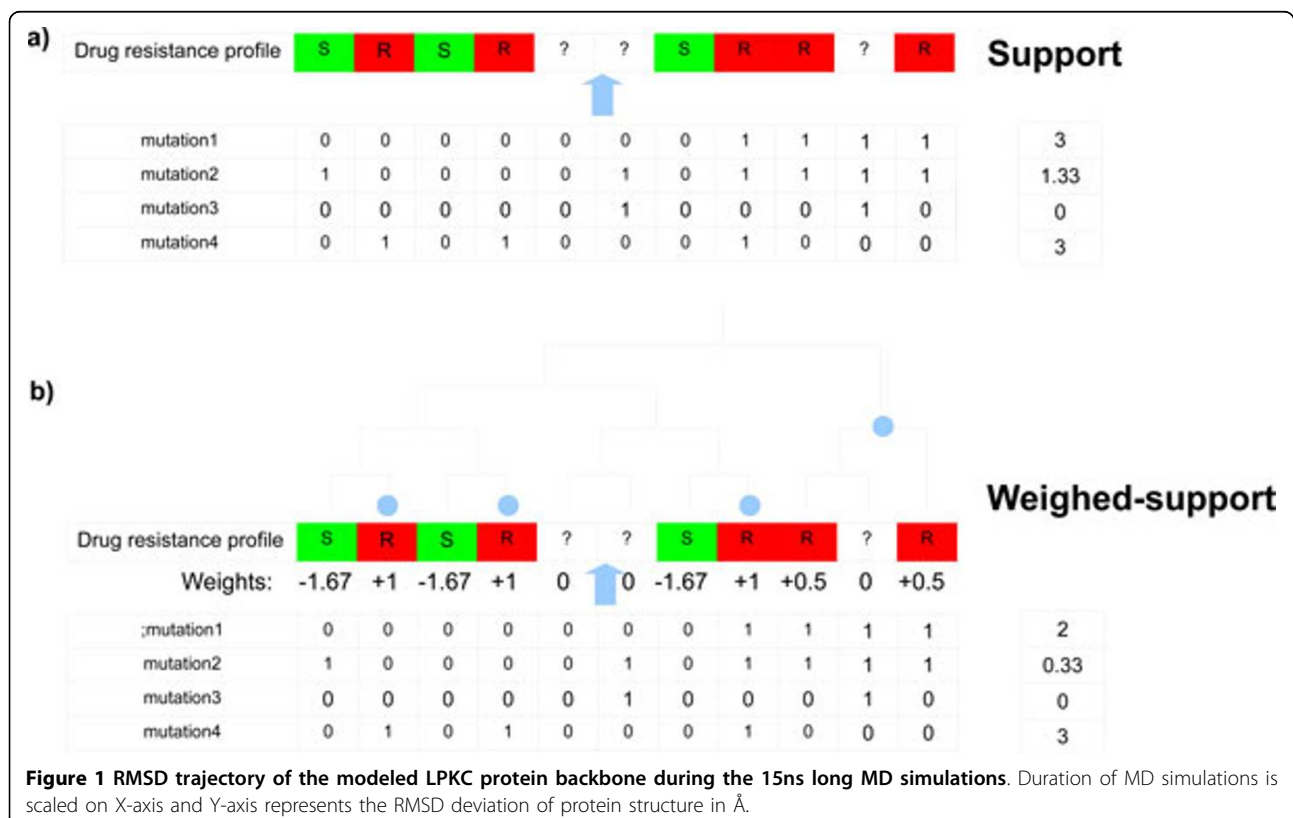 a)
Drug resistance profile S R S R ? ? S R R ? R Support
mutation1 0 0 0 0 0 0 0 1 1 1 1 3
mutation2 1 0 0 0 0 1 0 1 1 1 1 1.33
mutation3 0 0 0 0 0 1 0 0 0 1 0 0
mutation4 0 1 0 1 0 0 0 1 0 0 0 3
b)
Weighed-support
Drug resistance profile S R S R ? ? S R R ? R
Weights: -1.67 +1 -1.67 +1 0 0 -1.67 +1 +0.5 0 +0.5
;mutation1 0 0 0 0 0 0 0 1 1 1 1 2
mutation2 1 0 0 0 0 1 0 1 1 1 1 0.33
mutation3 0 0 0 0 0 1 0 0 0 1 0 0
mutation4 0 1 0 1 0 0 0 1 0 0 0 3
Figure 1 RMSD trajectory of the modeled LPKC protein backbone during the 15ns long MD simulations. Duration of MD simulations is
scaled on X-axis and Y-axis represents the RMSD deviation of protein structure in Å.